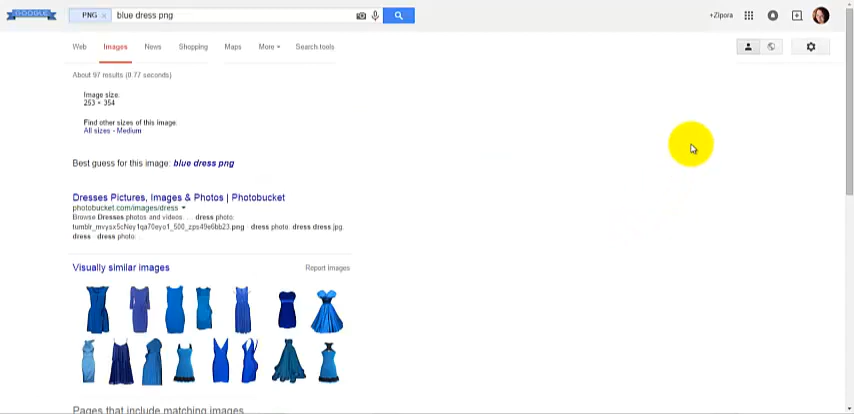 GOOGLE
PNG × blue dress png
+Zipora
Web Images News Shopping Maps More Search tools
About 97 results (0.77 seconds)
Image size:
253 × 354
Find other sizes of this image:
All sizes - Medium
Best guess for this image: blue dress png
Dresses Pictures, Images & Photos | Photobucket
photobucket.com/images/dress
Browse Dresses photos and videos. ... dress photo.
tumblr_mvysx5cNey1qa70eyo1_500_zps49e6bb23.png · dress photo. dress dress.jpg.
dress · dress photo.
Visually similar images
Report images
Pages that include matching images